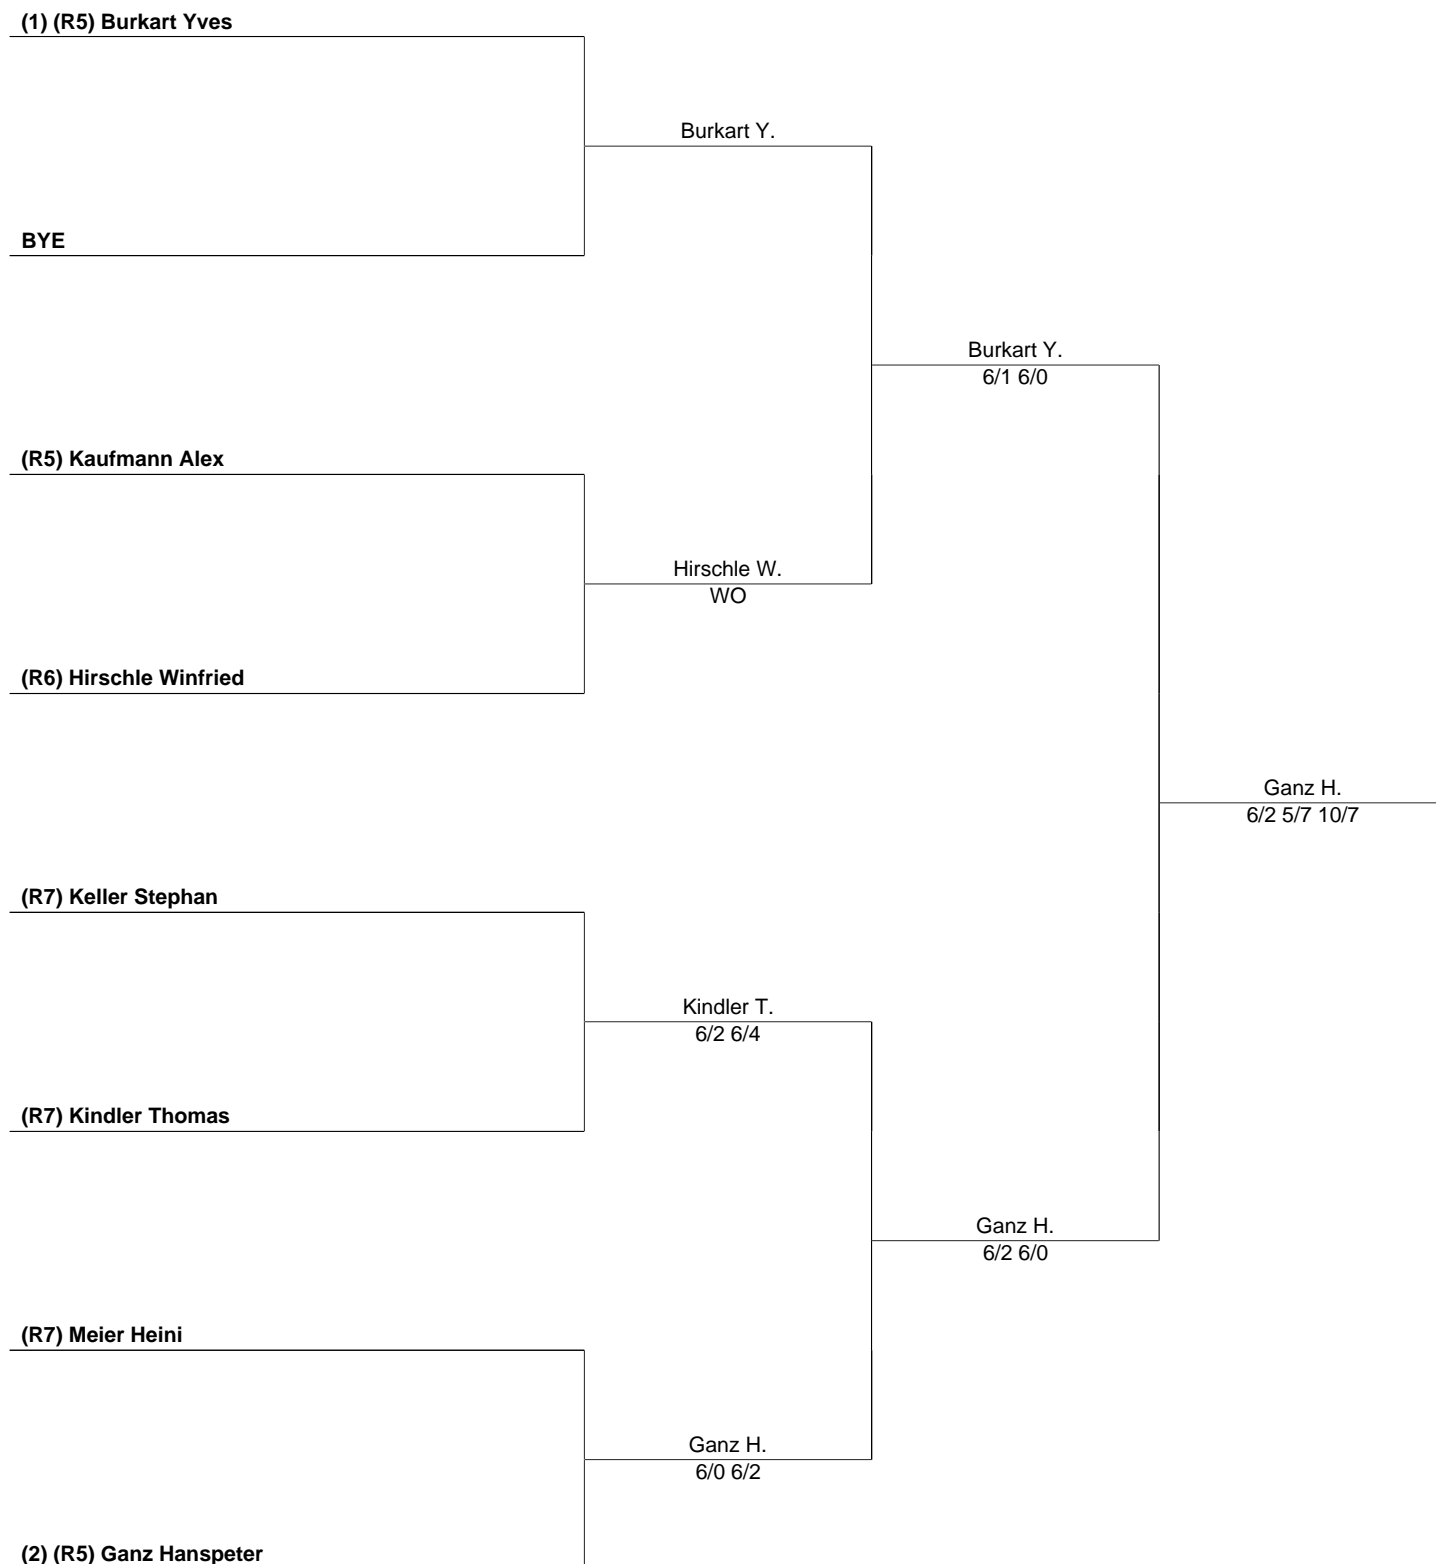 (1) (R5) Burkart Yves
Burkart Y.
BYE
Burkart Y.
6/1 6/0
(R5) Kaufmann Alex
Hirschle W.
WO
(R6) Hirschle Winfried
Ganz H.
6/2 5/7 10/7
(R7) Keller Stephan
Kindler T.
6/2 6/4
(R7) Kindler Thomas
Ganz H.
6/2 6/0
(R7) Meier Heini
Ganz H.
6/0 6/2
(2) (R5) Ganz Hanspeter